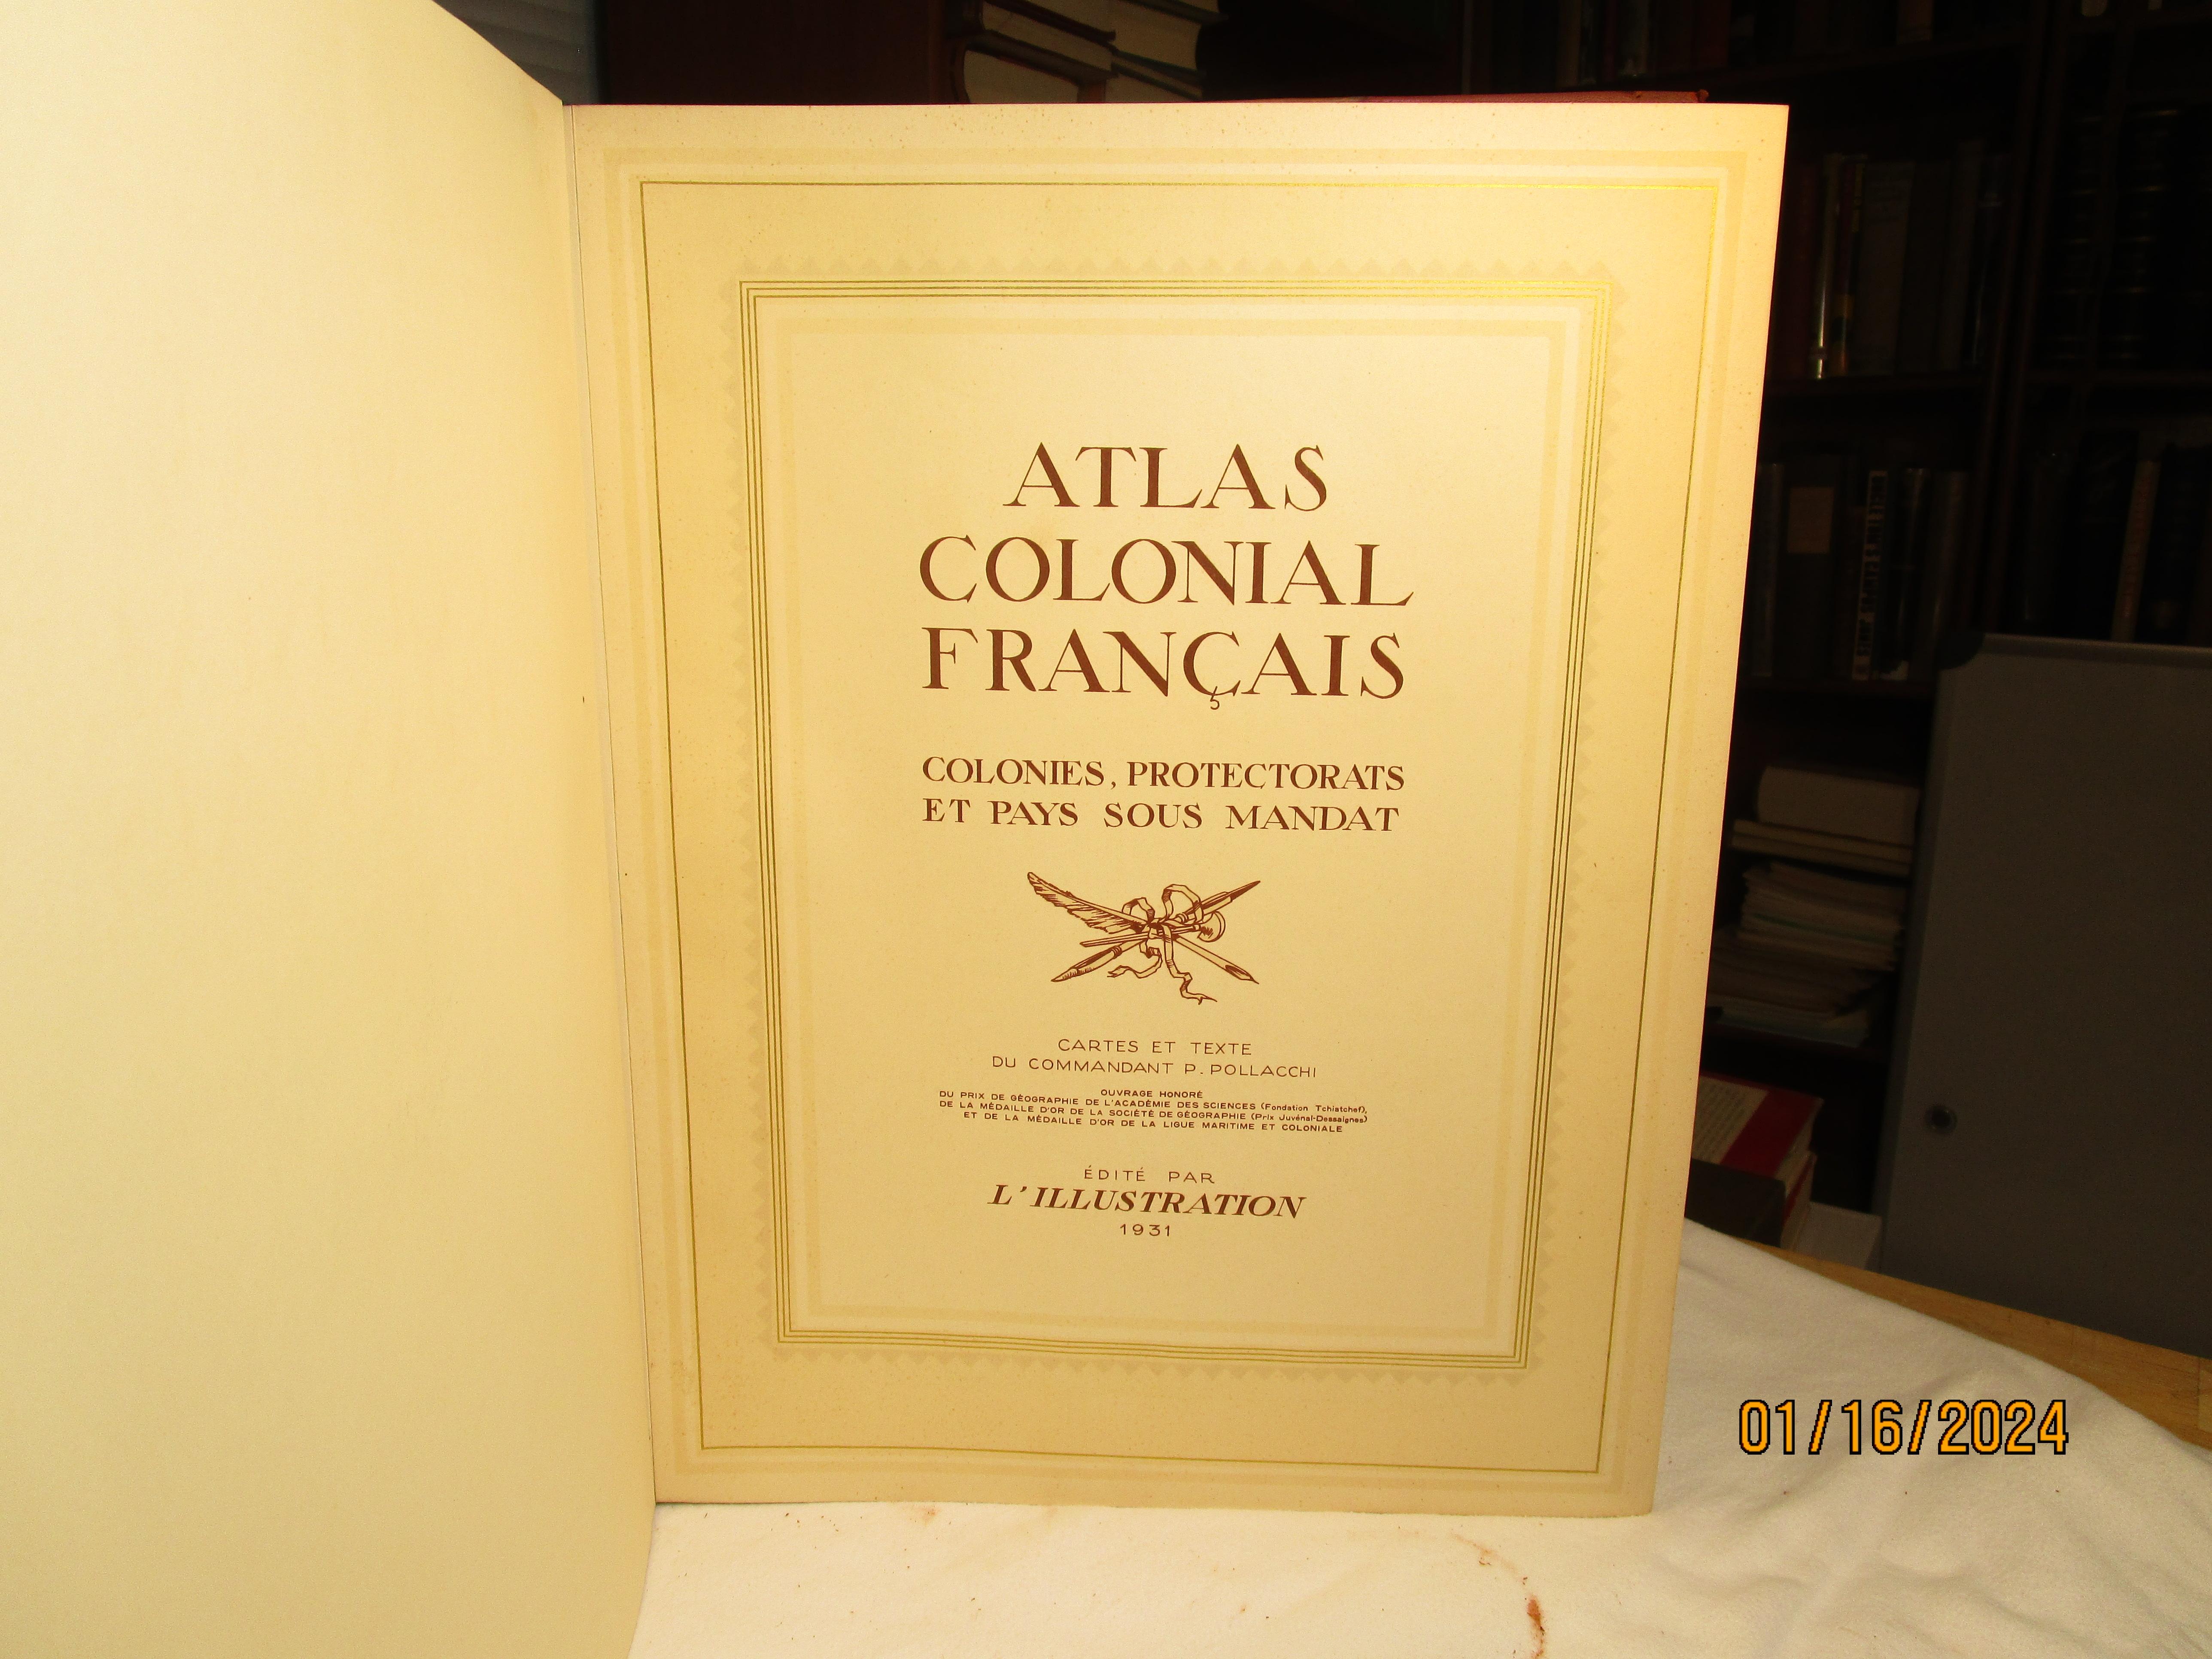 ATLAS
COLONIAL
FRANÇAIS
COLONIES, PROTECTORATS
ET PAYS SOUS MANDAT
CARTES ET TEXTE
DU COMMANDANT P. POLLACCHI
OUVRAGE HONORÉ
DU PRIX DE GÉOGRAPHIE DE L'ACADÉMIE DES SCIENCES (Fondation Tchiatchef),
DE LA MÉDAILLE D'OR DE LA SOCIÉTÉ DE GÉOGRAPHIE (Prix Juvénal-Dessaignes)
ET DE LA MÉDAILLE D'OR DE LA LIGUE MARITIME ET COLONIALE
ÉDITÉ PAR
L'ILLUSTRATION
1931
01/16/2024